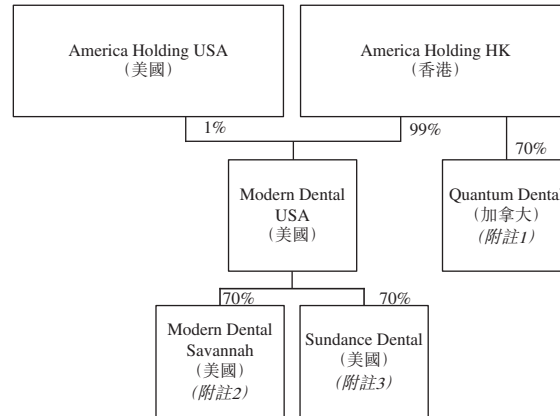 America Holding USA
(美國)
America Holding HK
(香港)
1%
99%
70%
Modern Dental
USA
(美國)
Quantum Dental
(加拿大)
(附註1)
70%
70%
Modern Dental
Savannah
(美國)
(附註2)
Sundance Dental
(美國)
(附註3)